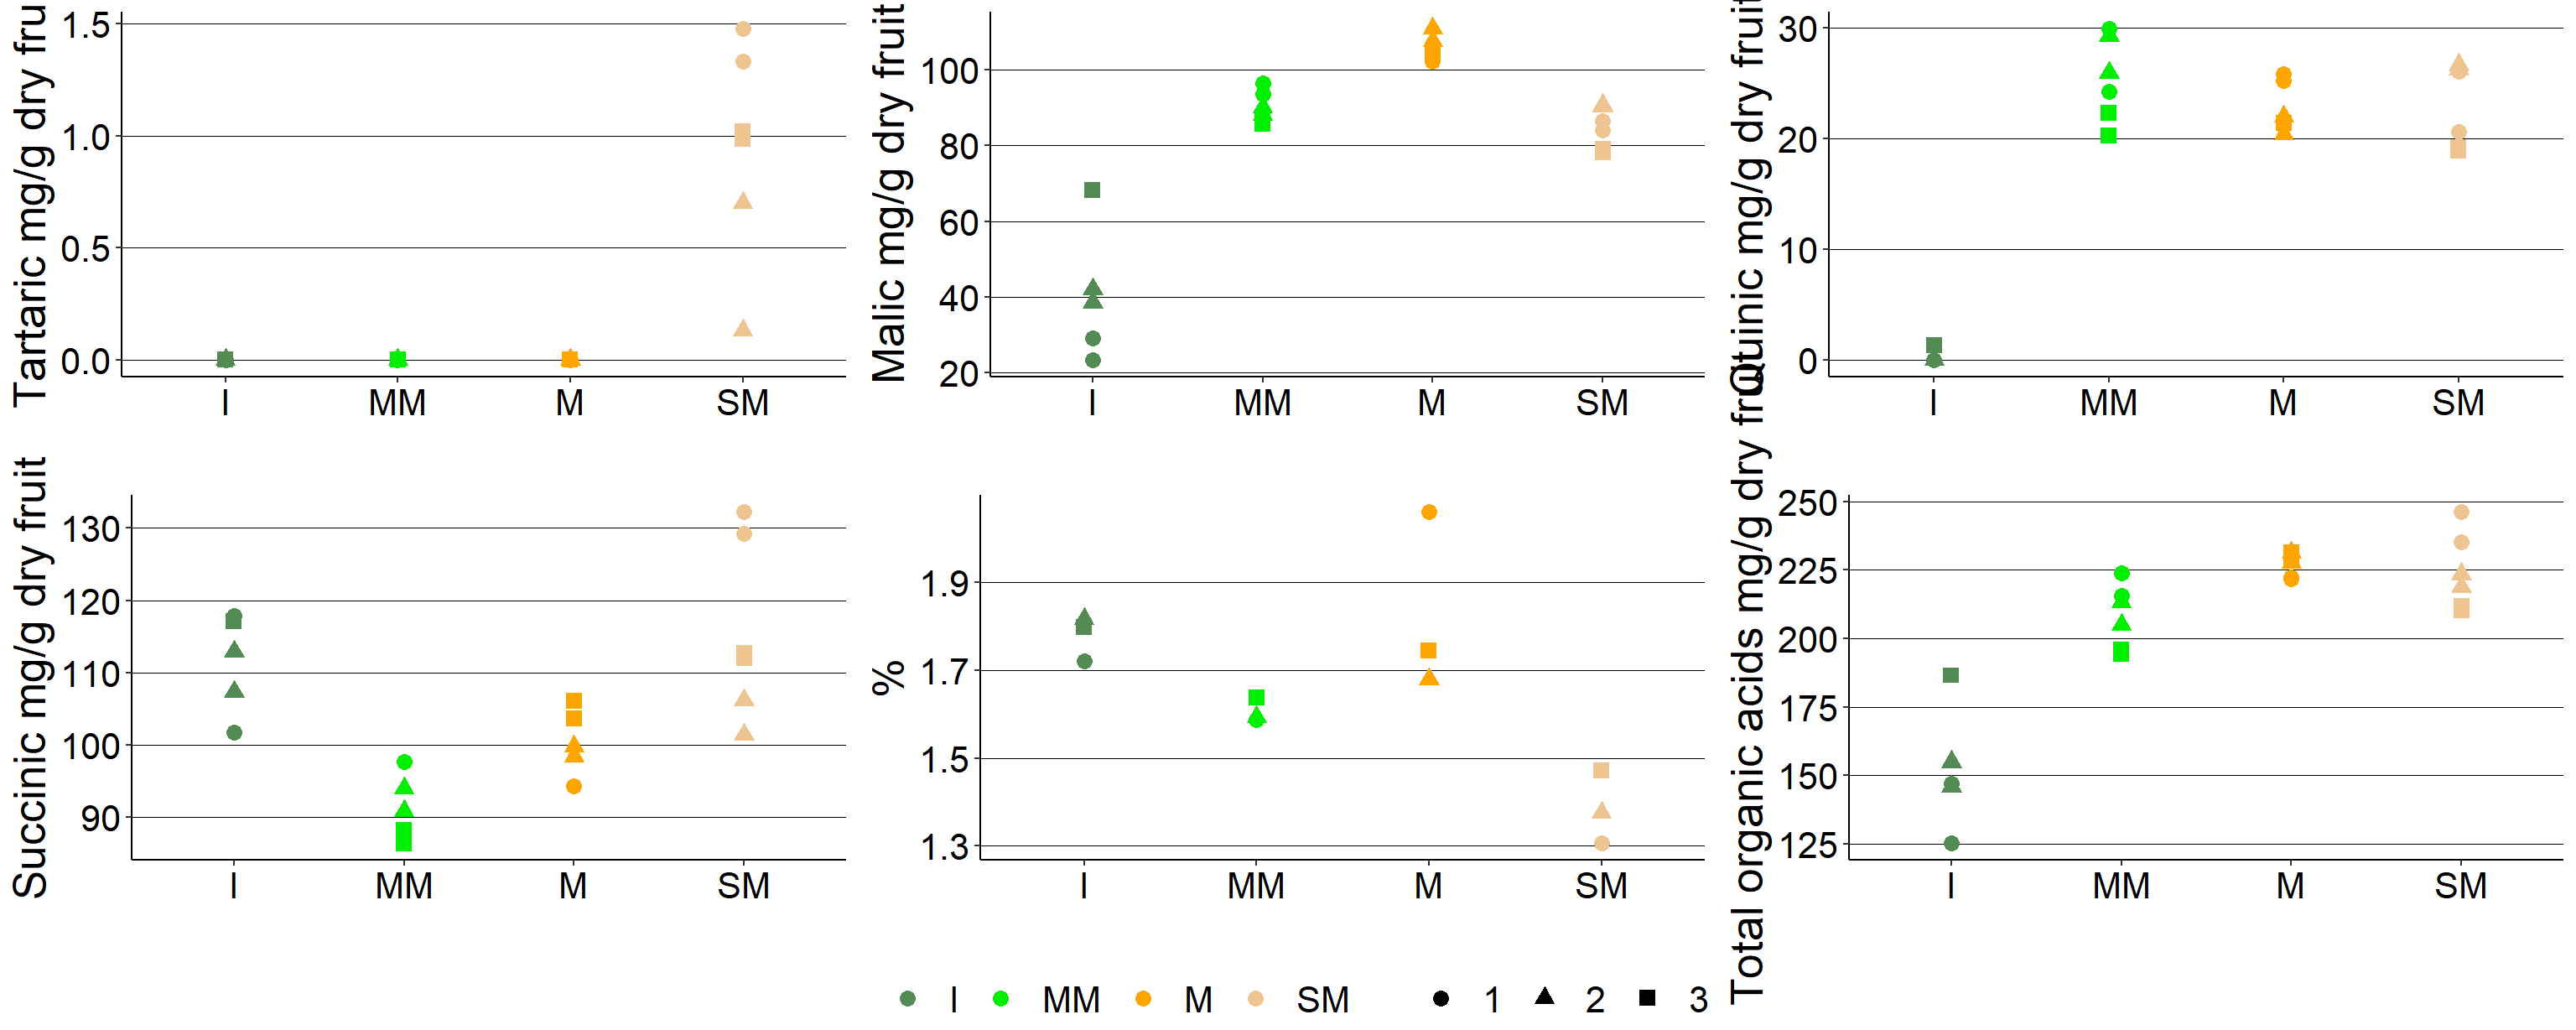 Tartaric mg/g dry fru
1.5
1.0
0.5
0.0
I MM M SM
Malic mg/g dry fruit
100
80
60
40
20
I MM M SM
Quinic mg/g dry fruit
30
20
10
0
I MM M SM
Succinic mg/g dry fruit
130
120
110
100
90
I MM M SM
%
1.9
1.7
1.5
1.3
I MM M SM
Total organic acids mg/g dry fruit
250
225
200
175
150
125
I MM M SM
I MM M SM 1 2 3